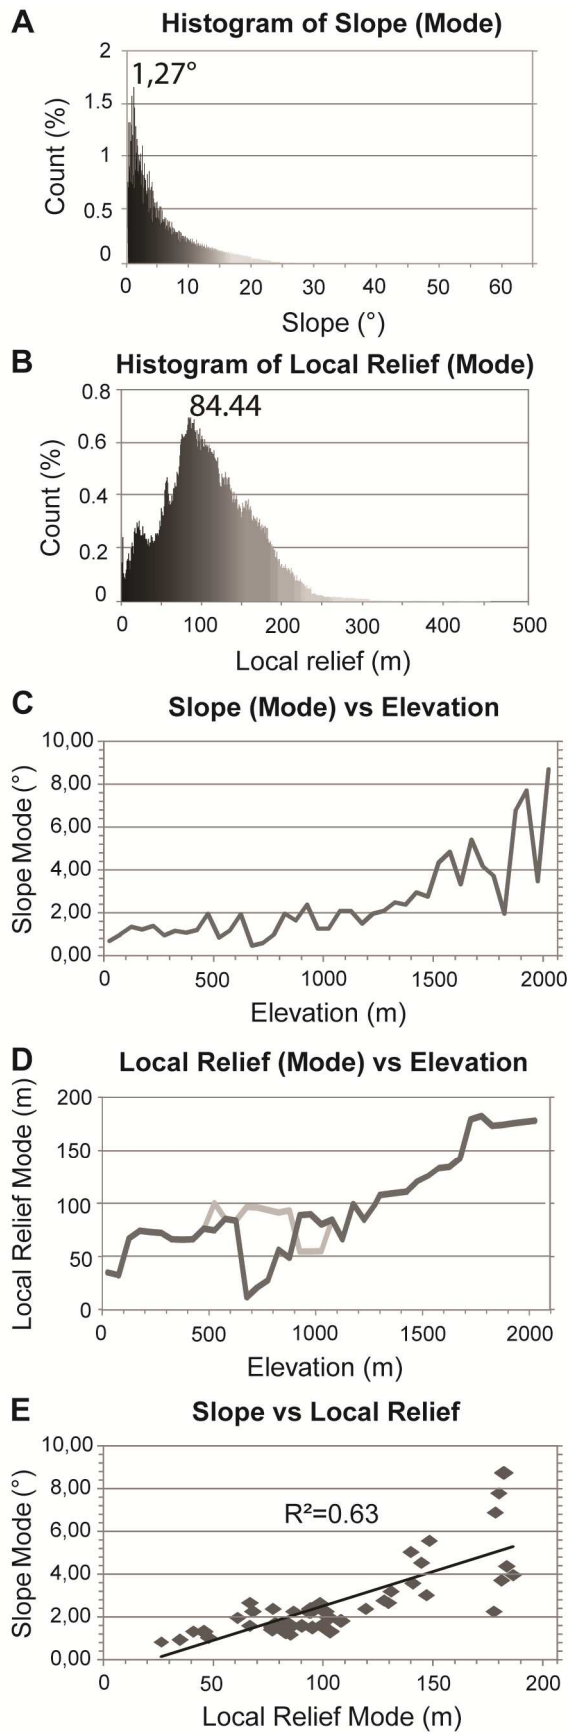 A Histogram of Slope (Mode)
2
1,27°
1.5
1
0.5
0
Count (%)
0 10 20 30 40 50 60
Slope (°)
B Histogram of Local Relief (Mode)
0.8
84.44
0.6
0.4
0.2
0
Count (%)
0 100 200 300 400 500
Local relief (m)
C Slope (Mode) vs Elevation
10,00
8,00
6,00
4,00
2,00
0,00
Slope Mode (°)
0 500 1000 1500 2000
Elevation (m)
D Local Relief (Mode) vs Elevation
200
150
100
50
0
Local Relief Mode (m)
0 500 1000 1500 2000
Elevation (m)
E Slope vs Local Relief
10,00
8,00
R²=0.63
6,00
4,00
2,00
0,00
Slope Mode (°)
0 50 100 150 200
Local Relief Mode (m)